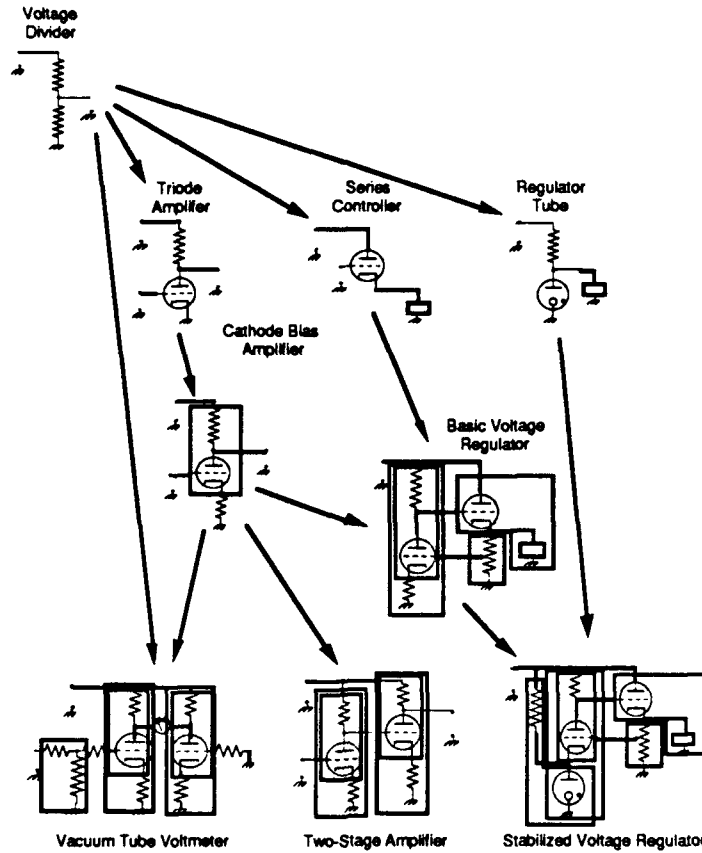 Voltage
Divider
Triode
Amplifer
Series
Controller
Regulator
Tube
Cathode Bias
Amplifier
Basic Voltage
Regulator
Vacuum Tube Voltmeter
Two-Stage Amplifier
Stabilized Voltage Regulator